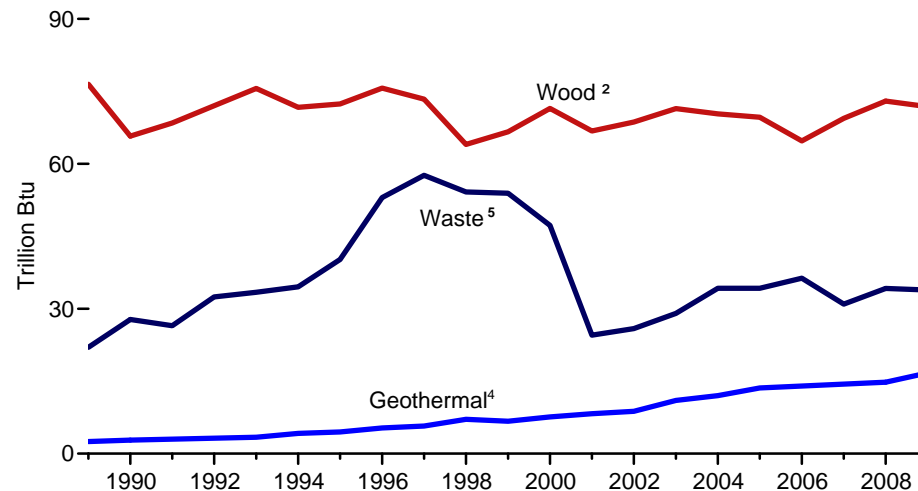 90
Wood ²
60
Trillion Btu
Waste ⁵
30
Geothermal⁴
0
1990 1992 1994 1996 1998 2000 2002 2004 2006 2008